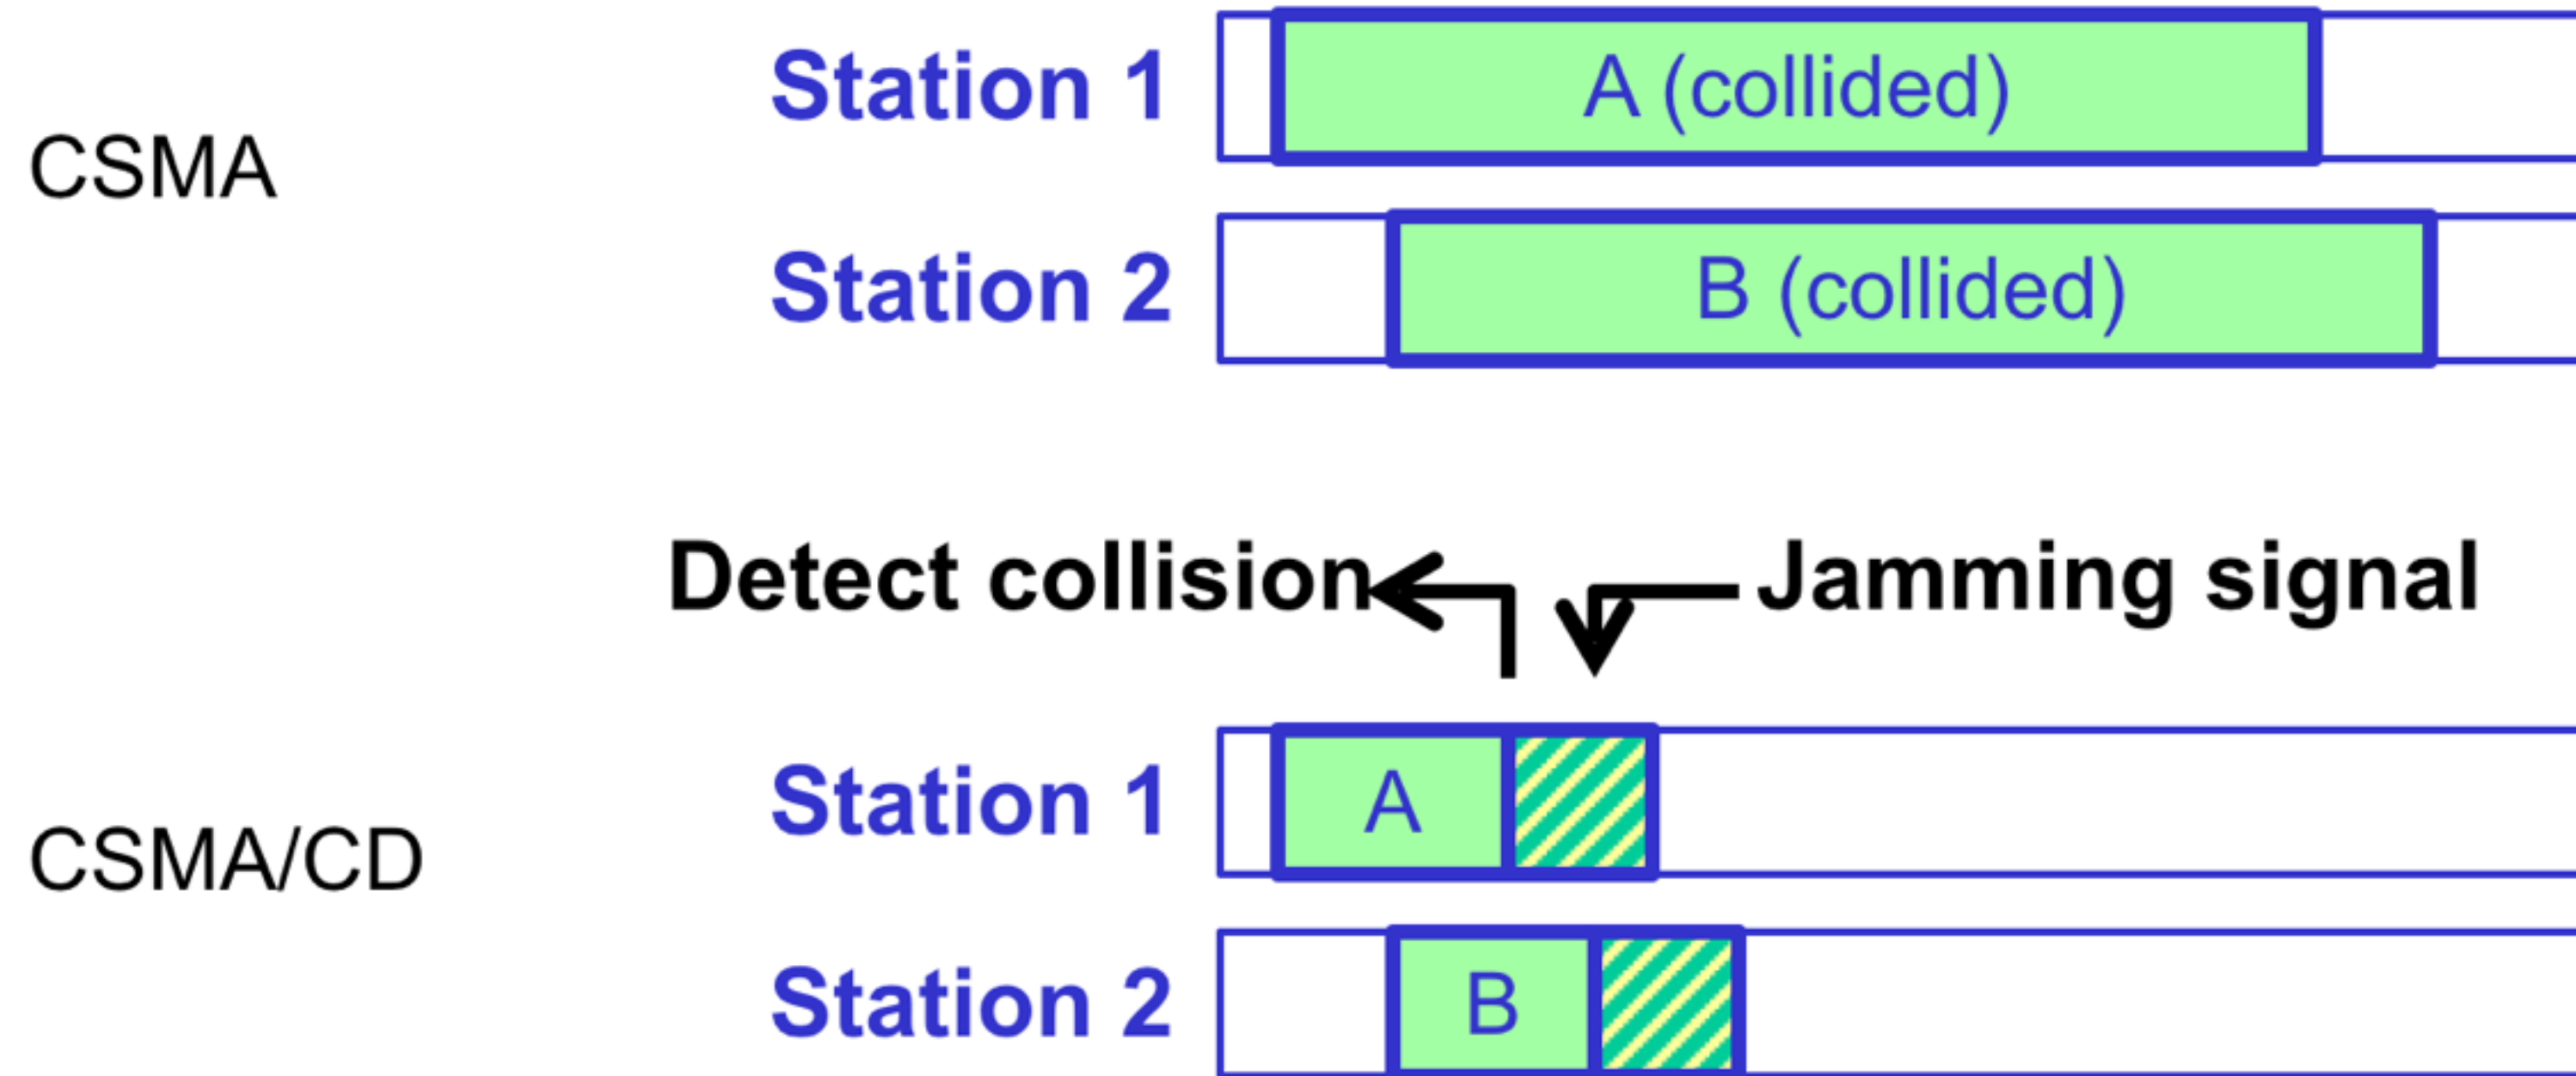 CSMA
Station 1
A (collided)
Station 2
B (collided)
Detect collision
Jamming signal
CSMA/CD
Station 1
A
Station 2
B